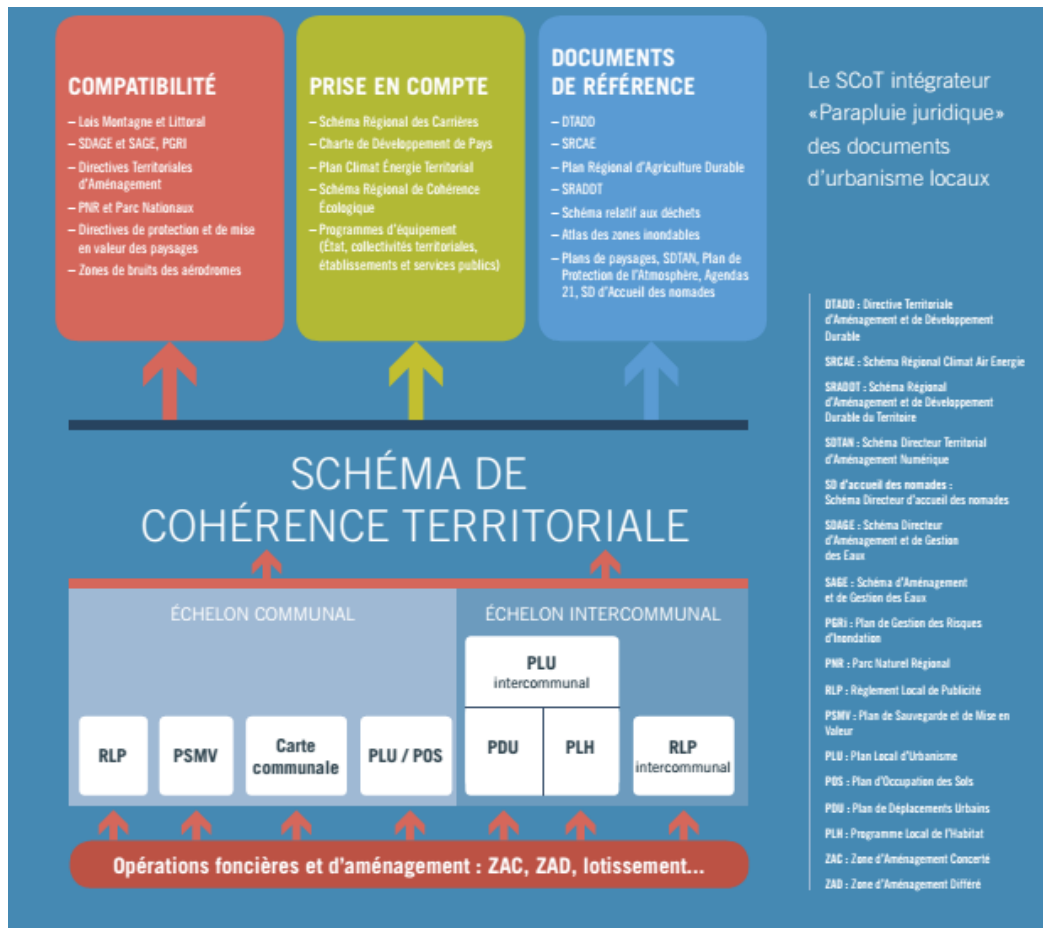 COMPATIBILITÉ
– Lois Montagne et Littoral
– SDAGE et SAGE, PGRI
– Directives Territoriales
d'Aménagement
– PNR et Parc Nationaux
– Directives de protection et de mise
en valeur des paysages
– Zones de bruits des aérodromes
PRISE EN COMPTE
– Schéma Régional des Carrières
– Charte de Développement de Pays
– Plan Climat Énergie Territorial
– Schéma Régional de Cohérence
Écologique
– Programmes d'équipement
(État, collectivités territoriales,
établissements et services publics)
DOCUMENTS
DE RÉFÉRENCE
– DTADD
– SRCAE
– Plan Régional d'Agriculture Durable
– SRADDT
– Schéma relatif aux déchets
– Atlas des zones inondables
– Plans de paysages, SDTAN, Plan de
Protection de l'Atmosphère, Agendas
21, SD d'Accueil des nomades
Le SCoT intégrateur
«Parapluie juridique»
des documents
d'urbanisme locaux
SCHÉMA DE
COHÉRENCE TERRITORIALE
ÉCHELON COMMUNAL
RLP
PSMV
Carte
communale
PLU / POS
ÉCHELON INTERCOMMUNAL
PLU
intercommunal
PDU
PLH
RLP
intercommunal
Opérations foncières et d'aménagement : ZAC, ZAD, lotissement...
DTADD : Directive Territoriale
d'Aménagement et de Développement
Durable
SRCAE : Schéma Régional Climat Air Energie
SRADDT : Schéma Régional
d'Aménagement et de Développement
Durable du Territoire
SDTAN : Schéma Directeur Territorial
d'Aménagement Numérique
SD d'accueil des nomades :
Schéma Directeur d'accueil des nomades
SDAGE : Schéma Directeur
d'Aménagement et de Gestion
des Eaux
SAGE : Schéma d'Aménagement
et de Gestion des Eaux
PGRi : Plan de Gestion des Risques
d'Inondation
PNR : Parc Naturel Régional
RLP : Règlement Local de Publicité
PSMV : Plan de Sauvegarde et de Mise en
Valeur
PLU : Plan Local d'Urbanisme
POS : Plan d'Occupation des Sols
PDU : Plan de Déplacements Urbains
PLH : Programme Local de l'Habitat
ZAC : Zone d'Aménagement Concerté
ZAD : Zone d'Aménagement Différé